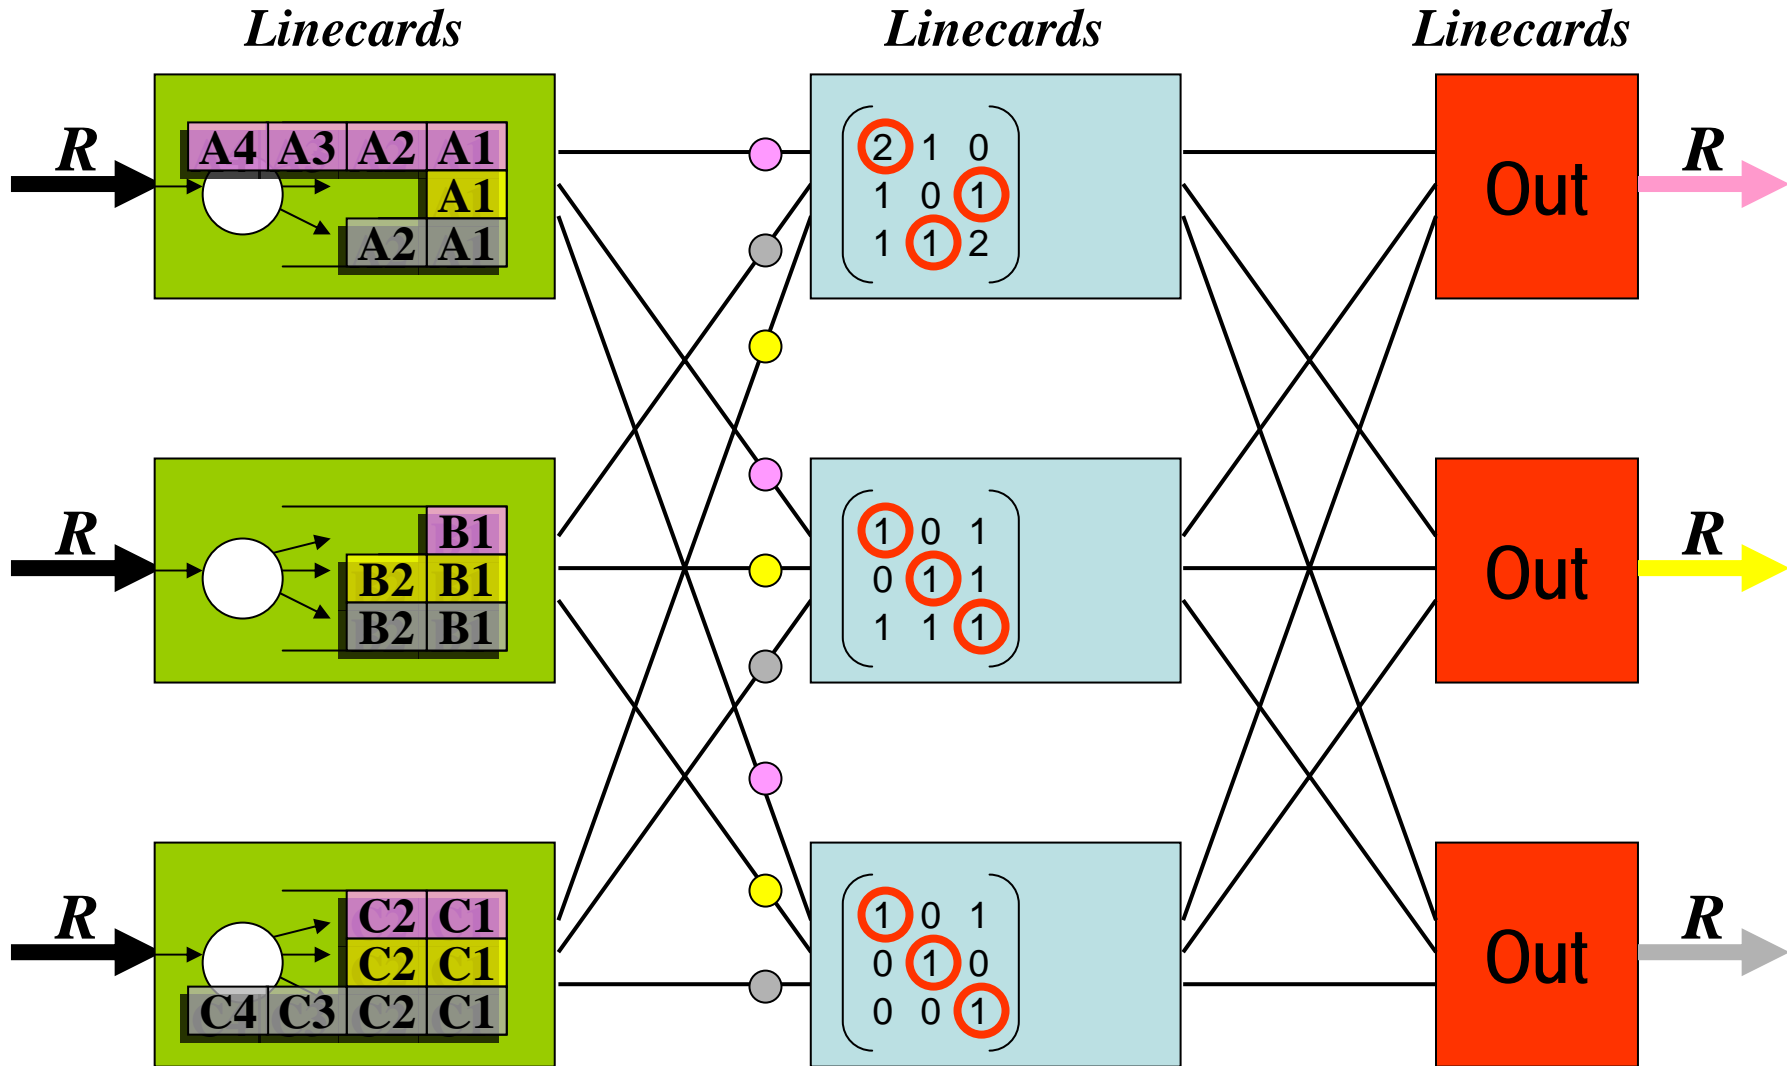 Linecards Linecards Linecards
R A4 A3 A2 A1 2 1 0 Out R
A1 1 0 1
A2 A1 1 1 2
R B1 1 0 1 Out R
B2 B1 0 1 1
B2 B1 1 1 1
R C2 C1 1 0 1 Out R
C2 C1 0 1 0
C4 C3 C2 C1 0 0 1